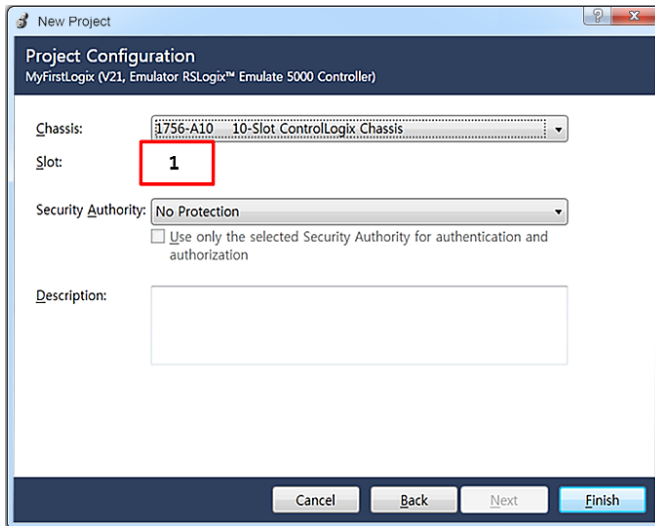 New Project
Project Configuration
MyFirstLogix (V21, Emulator RSLogix™ Emulate 5000 Controller)
Chassis: 1756-A10 10-Slot ControlLogix Chassis
Slot: 1
Security Authority: No Protection
Use only the selected Security Authority for authentication and
authorization
Description:
Cancel Back Next Finish